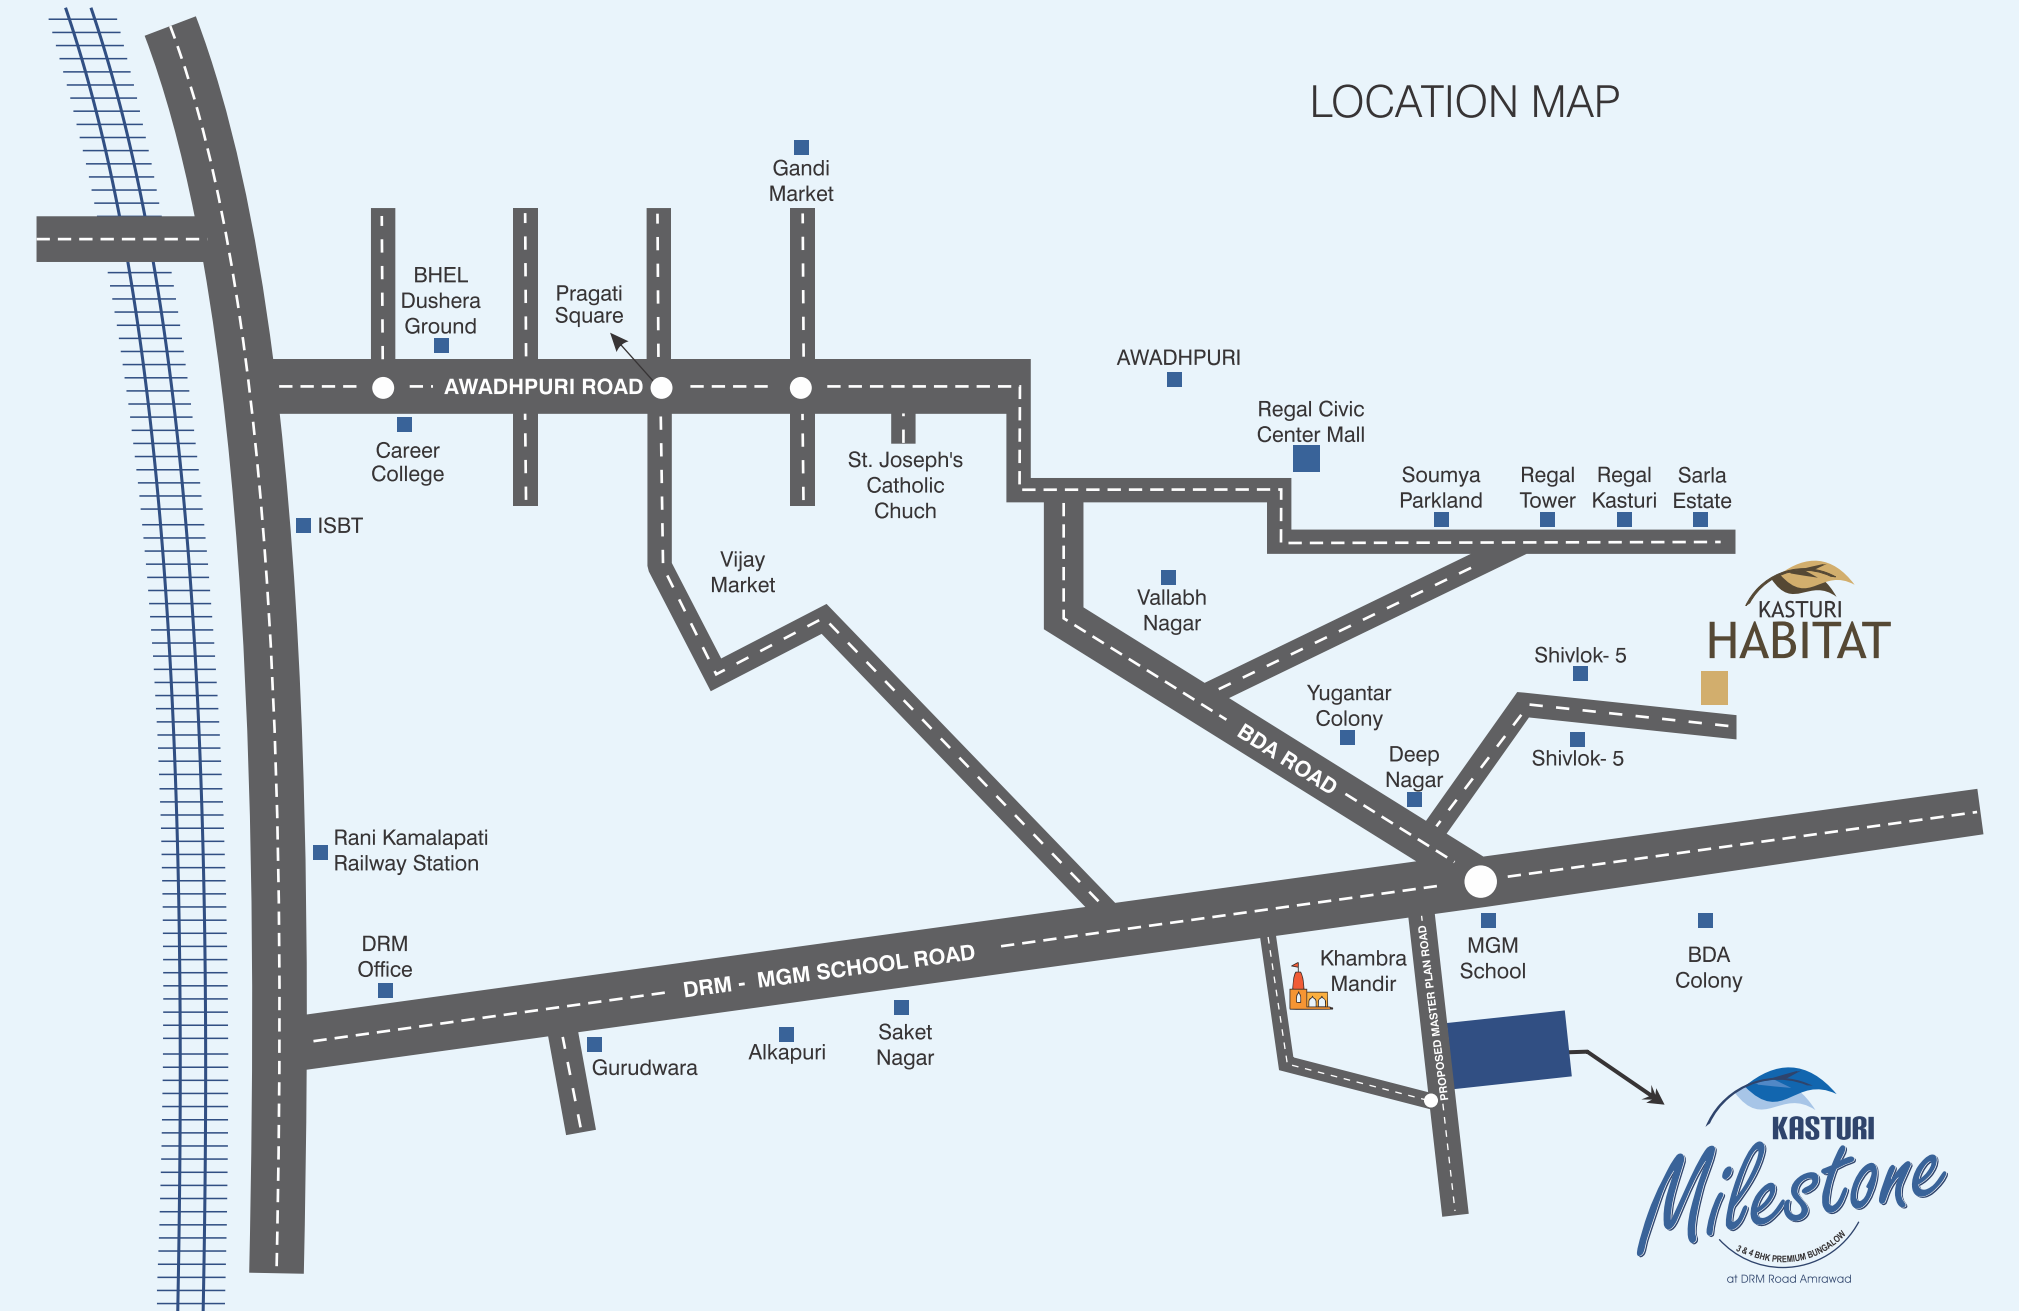 LOCATION MAP
Gandi
Market
BHEL
Dushera
Ground
Pragati
Square
AWADHPURI ROAD
AWADHPURI
Career
College
St. Joseph's
Catholic
Chuch
Regal Civic
Center Mall
Soumya
Parkland
Regal
Tower
Regal
Kasturi
Sarla
Estate
ISBT
Vijay
Market
Vallabh
Nagar
KASTURI
HABITAT
Shivlok- 5
Shivlok- 5
Yugantar
Colony
BDA ROAD
Deep
Nagar
Rani Kamalapati
Railway Station
DRM
Office
DRM - MGM SCHOOL ROAD
Khambra
Mandir
PROPOSED MASTER PLAN ROAD
MGM
School
BDA
Colony
Gurudwara
Alkapuri
Saket
Nagar
KASTURI
Milestone
3 & 4 BHK PREMIUM BUNGALOW
at DRM Road Amrawad